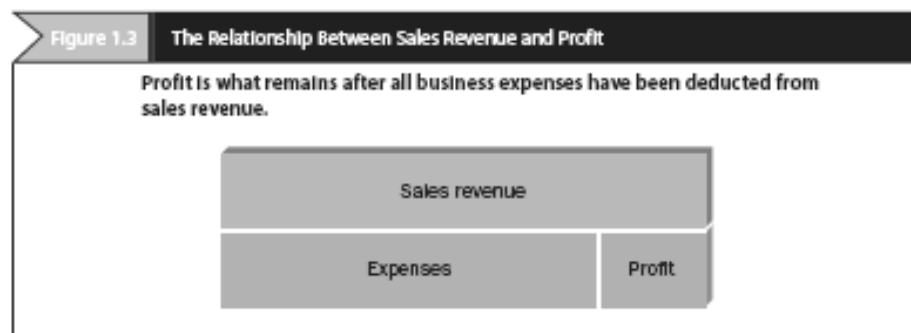 Figure 1.3 The Relationship Between Sales Revenue and Profit
Profit is what remains after all business expenses have been deducted from
sales revenue.
Sales revenue
Expenses Profit